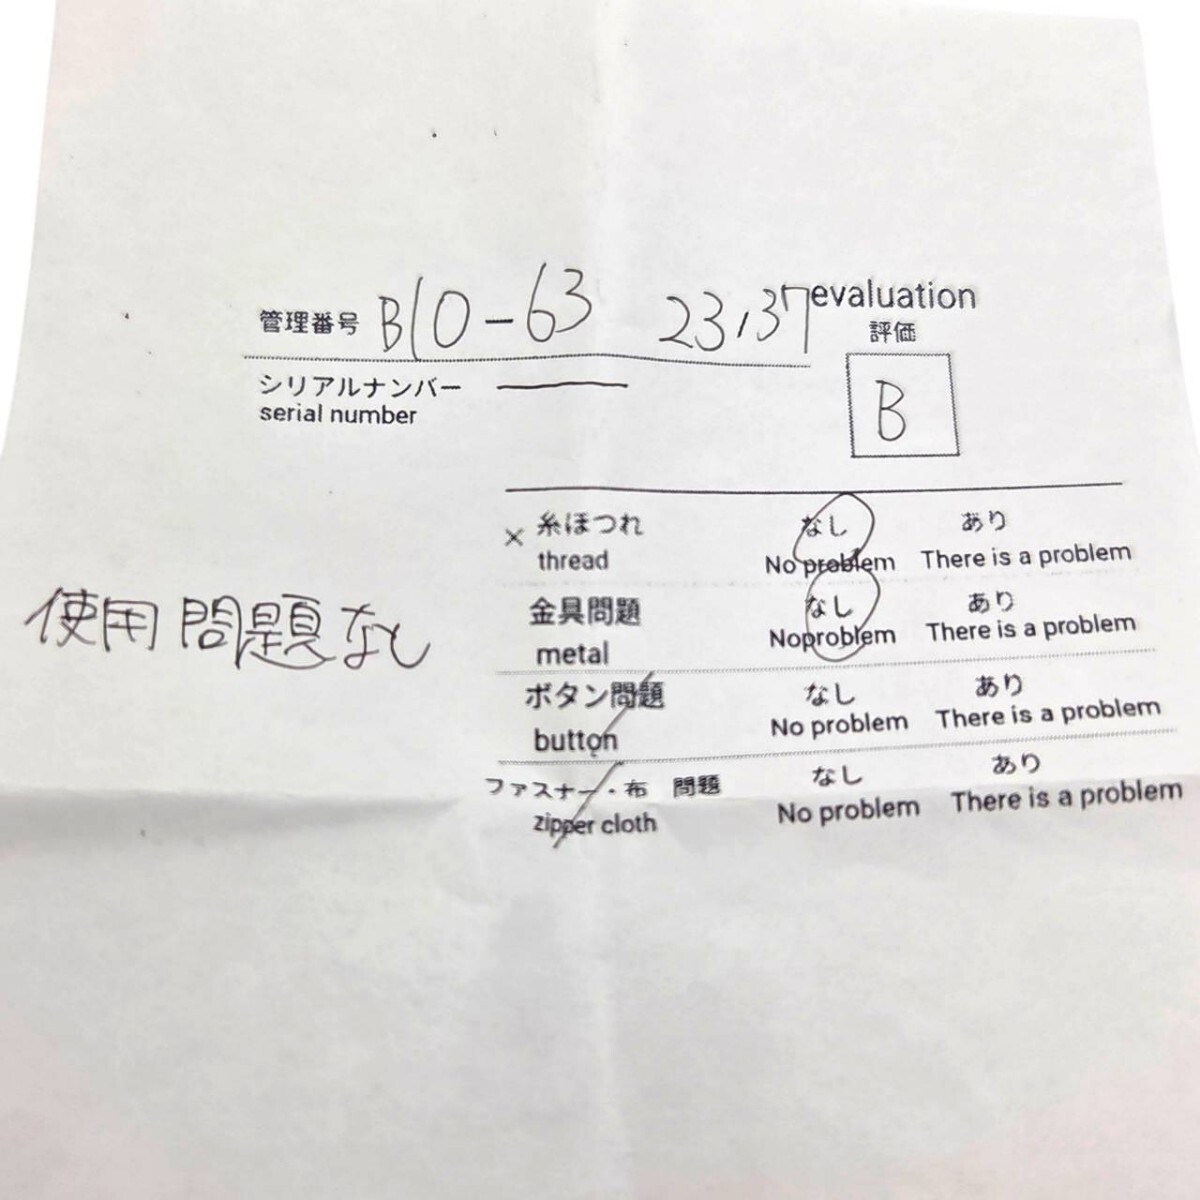 管理番号 B10-63 23,37
evaluation
評価
B
シリアルナンバー —
serial number
× 糸ほつれ なし あり
thread No problem There is a problem
使用問題なし
金具問題 なし あり
metal Noproblem There is a problem
ボタン問題 なし あり
button No problem There is a problem
ファスナー・布 問題 なし あり
zipper cloth No problem There is a problem